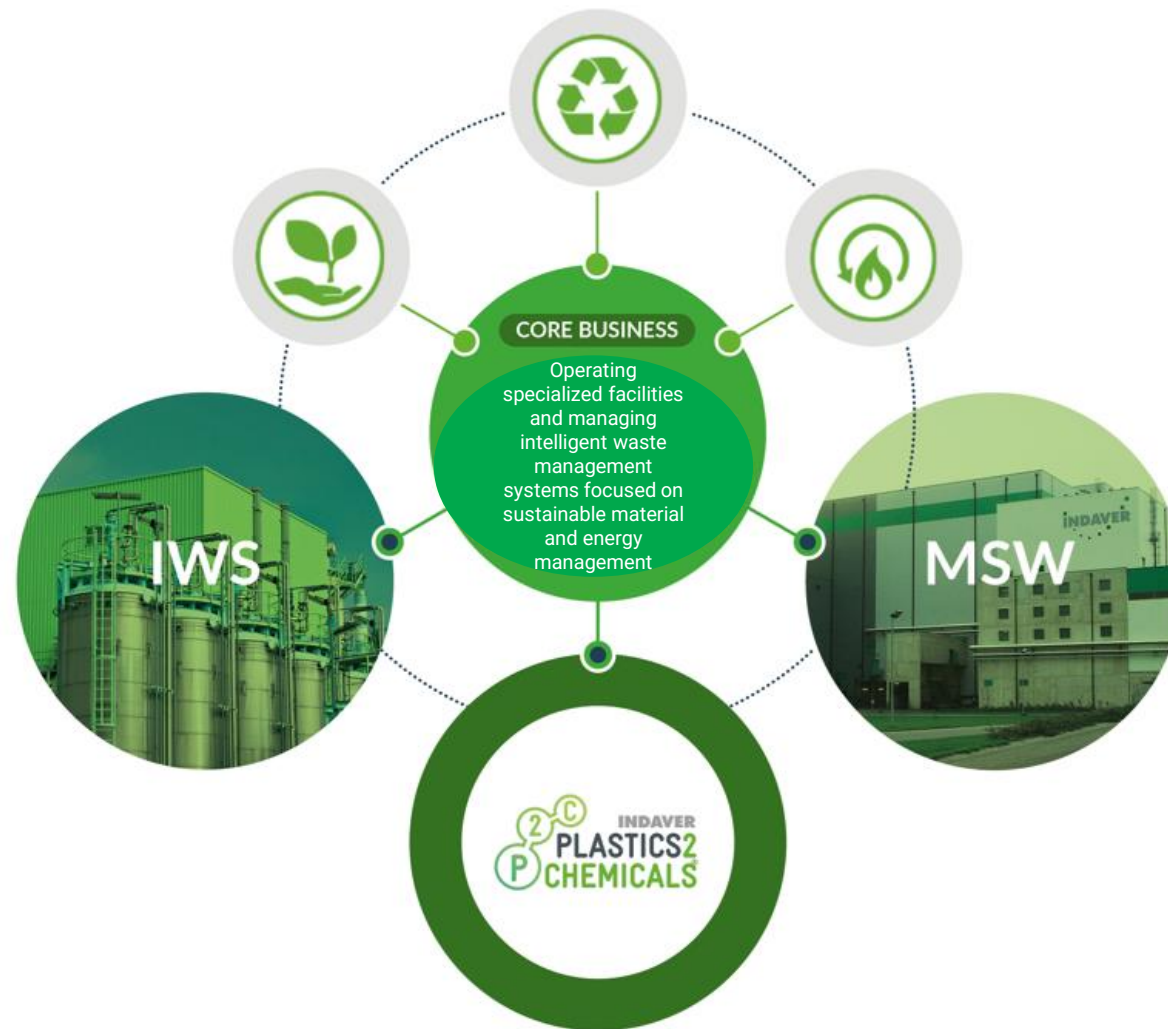 CORE BUSINESS
Operating
specialized facilities
and managing
intelligent waste
management
systems focused on
sustainable material
and energy
management
IWS
INDAVER
MSW
P2C
INDAVER
PLASTICS2
CHEMICALS